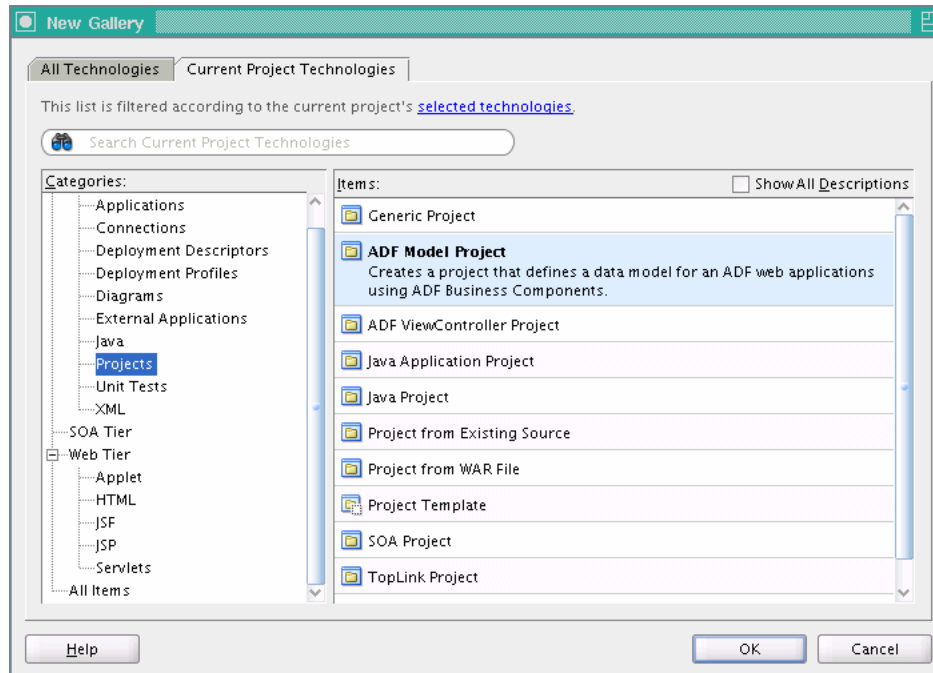 New Gallery
All Technologies
Current Project Technologies
This list is filtered according to the current project's selected technologies.
Search Current Project Technologies
Categories:
Applications
Connections
Deployment Descriptors
Deployment Profiles
Diagrams
External Applications
Java
Projects
Unit Tests
XML
SOA Tier
Web Tier
Applet
HTML
JSF
JSP
Servlets
All Items
Items:
Show All Descriptions
Generic Project
ADF Model Project
Creates a project that defines a data model for an ADF web applications
using ADF Business Components.
ADF ViewController Project
Java Application Project
Java Project
Project from Existing Source
Project from WAR File
Project Template
SOA Project
TopLink Project
Help
OK
Cancel